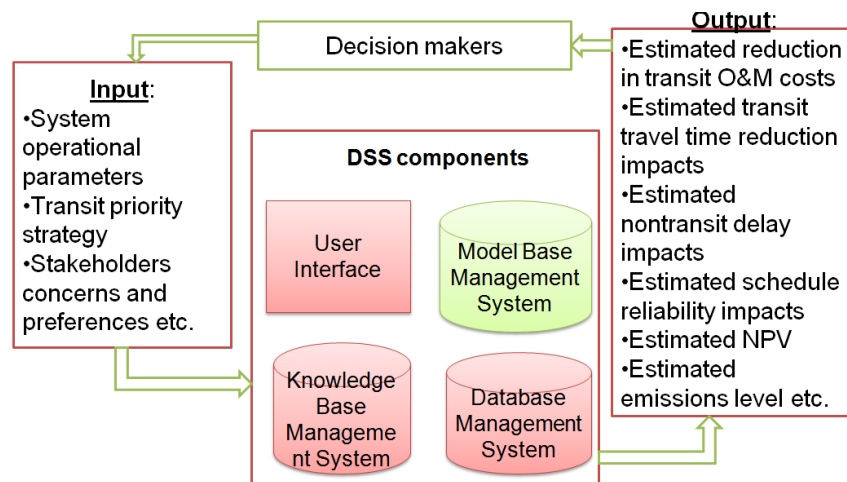 Decision makers
Input:
•System
operational
parameters
•Transit priority
strategy
•Stakeholders
concerns and
preferences etc.
DSS components
User
Interface
Model Base
Management
System
Knowledge
Base
Manageme
nt System
Database
Management
System
Output:
•Estimated reduction
in transit O&M costs
•Estimated transit
travel time reduction
impacts
•Estimated
nontransit delay
impacts
•Estimated schedule
reliability impacts
•Estimated NPV
•Estimated
emissions level etc.